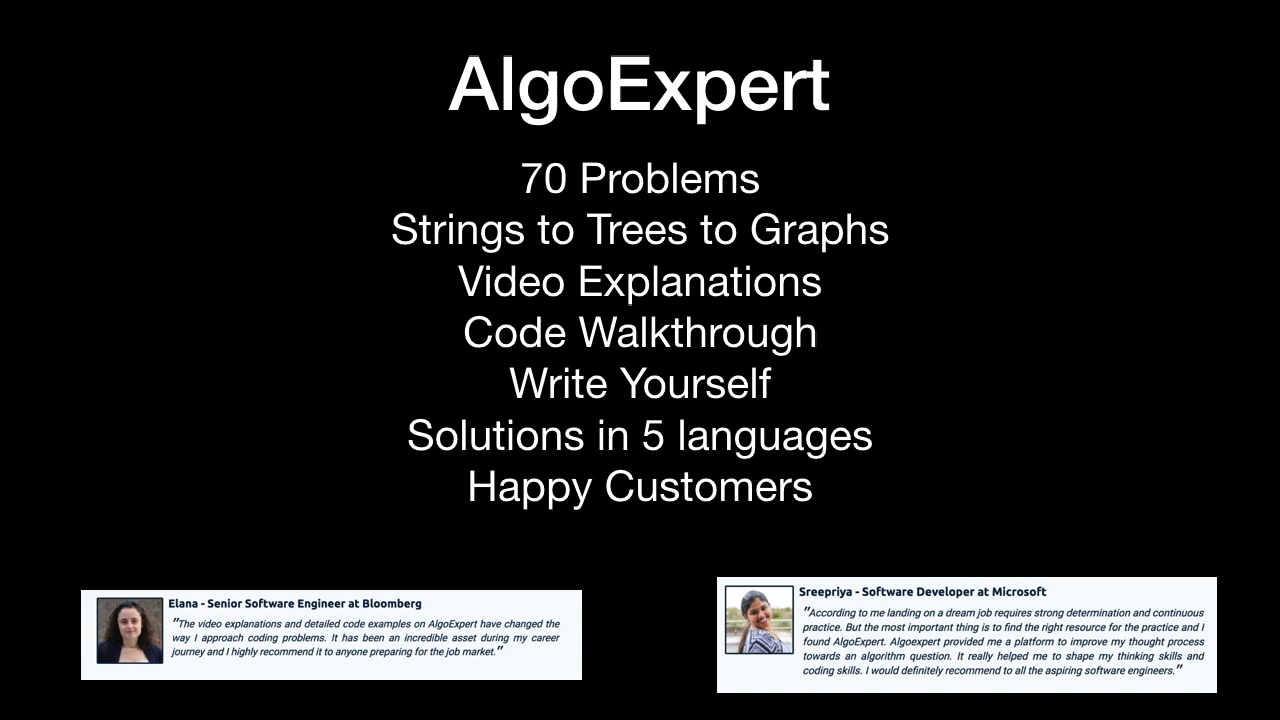 AlgoExpert
70 Problems
Strings to Trees to Graphs
Video Explanations
Code Walkthrough
Write Yourself
Solutions in 5 languages
Happy Customers
Elana - Senior Software Engineer at Bloomberg
"The video explanations and detailed code examples on AlgoExpert have changed the
way I approach coding problems. It has been an incredible asset during my career
journey and I highly recommend it to anyone preparing for the job market."
Sreepriya - Software Developer at Microsoft
"According to me landing on a dream job requires strong determination and continuous
practice. But the most important thing is to find the right resource for the practice and I
found AlgoExpert. Algoexpert provided me a platform to improve my thought process
towards an algorithm question. It really helped me to shape my thinking skills and
coding skills. I would definitely recommend to all the aspiring software engineers."